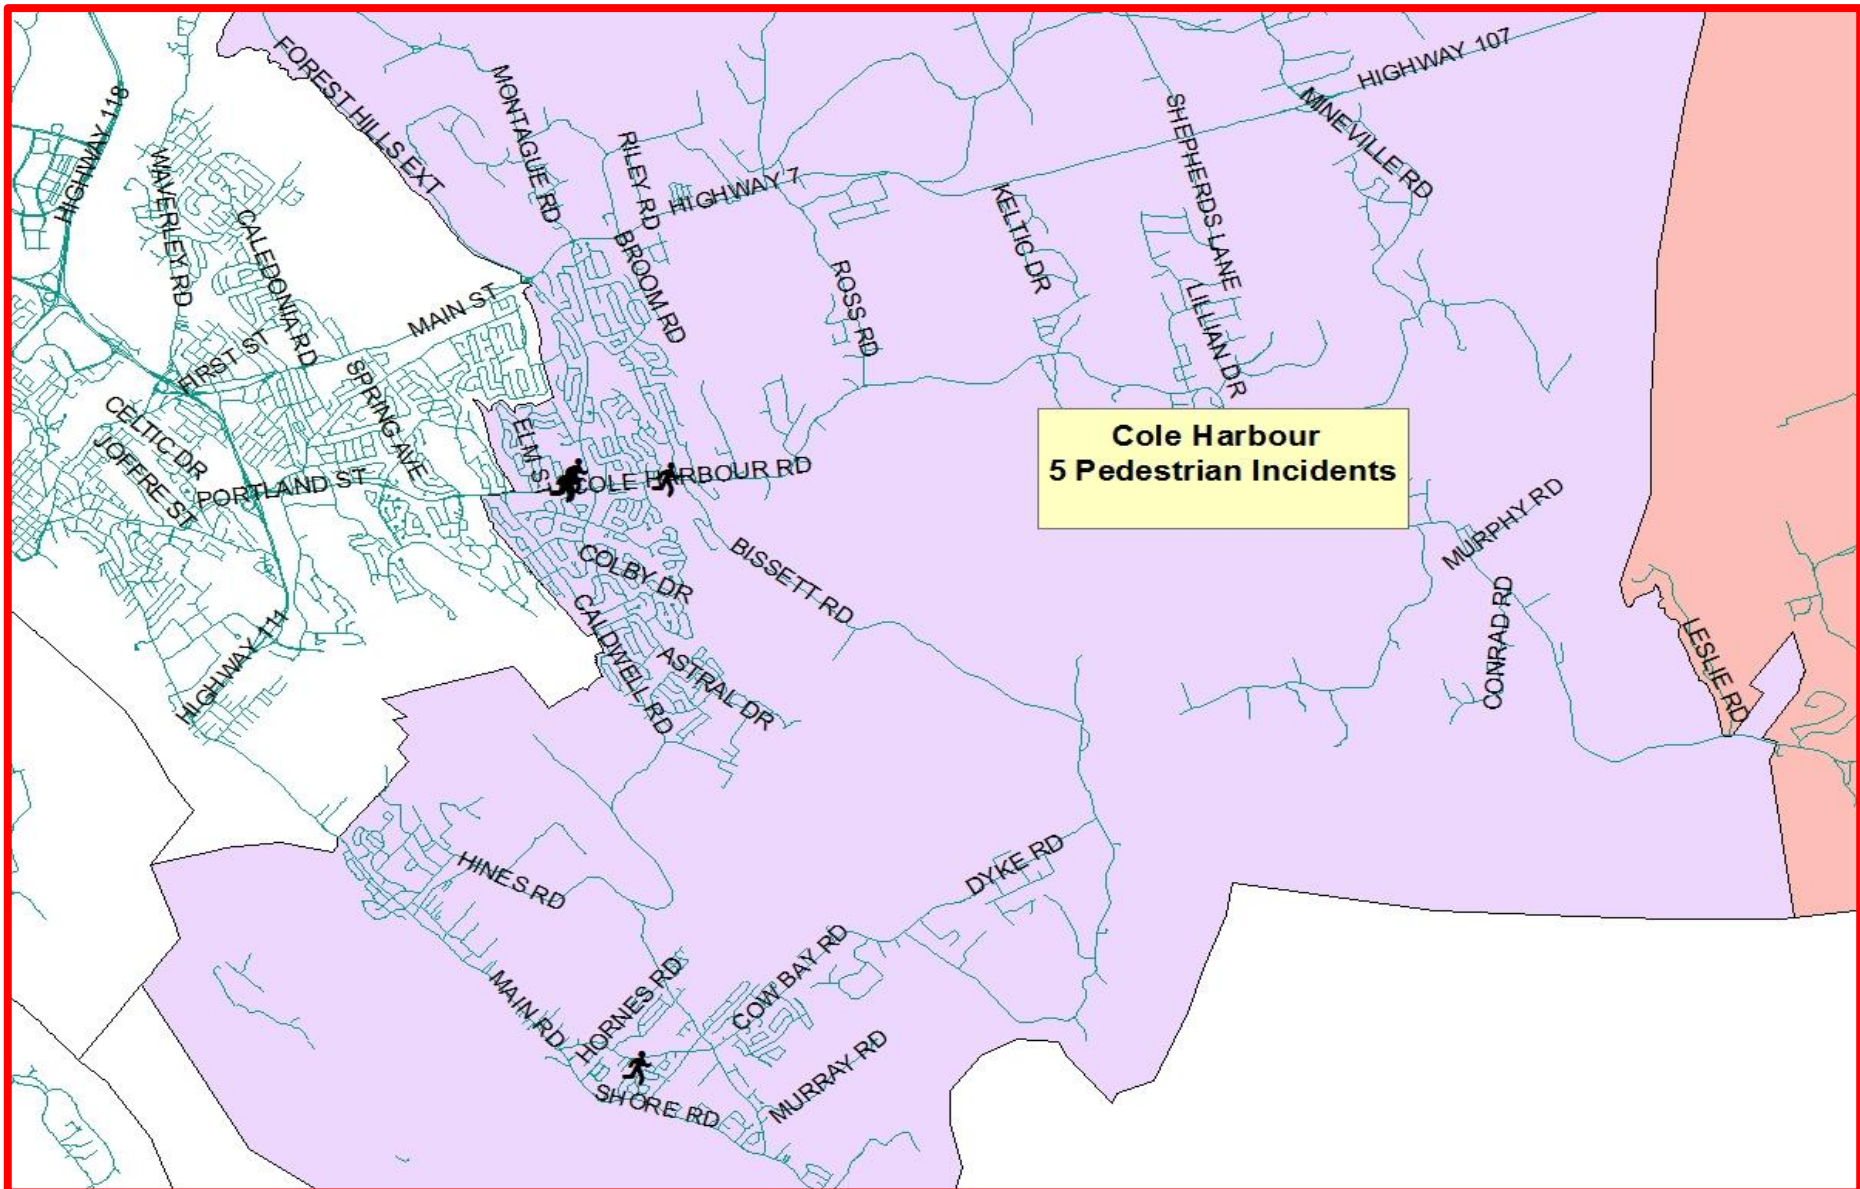 HIGHWAY 107
FOREST HILLS EXT
MONTAGUE RD
HIGHWAY 118
MINEVILLE RD
SHEPHERDS LANE
RILEY RD
WAVERLEY RD
HIGHWAY 7
KELTIC DR
CALEDONIA RD
BROOM RD
ROSS RD
MAIN ST
LILLIAN DR
FIRST ST
SPRING AVE
CELTIC DR
JOFFRE ST
ELM ST
Cole Harbour
5 Pedestrian Incidents
PORTLAND ST
COLE HARBOUR RD
MURPHY RD
BISSETT RD
COLBY DR
CONRAD RD
CALDWELL RD
HIGHWAY 111
LESLIE RD
ASTRAL DR
DYKE RD
HINES RD
COW BAY RD
HORNES RD
MAIN RD
MURRAY RD
SHORE RD